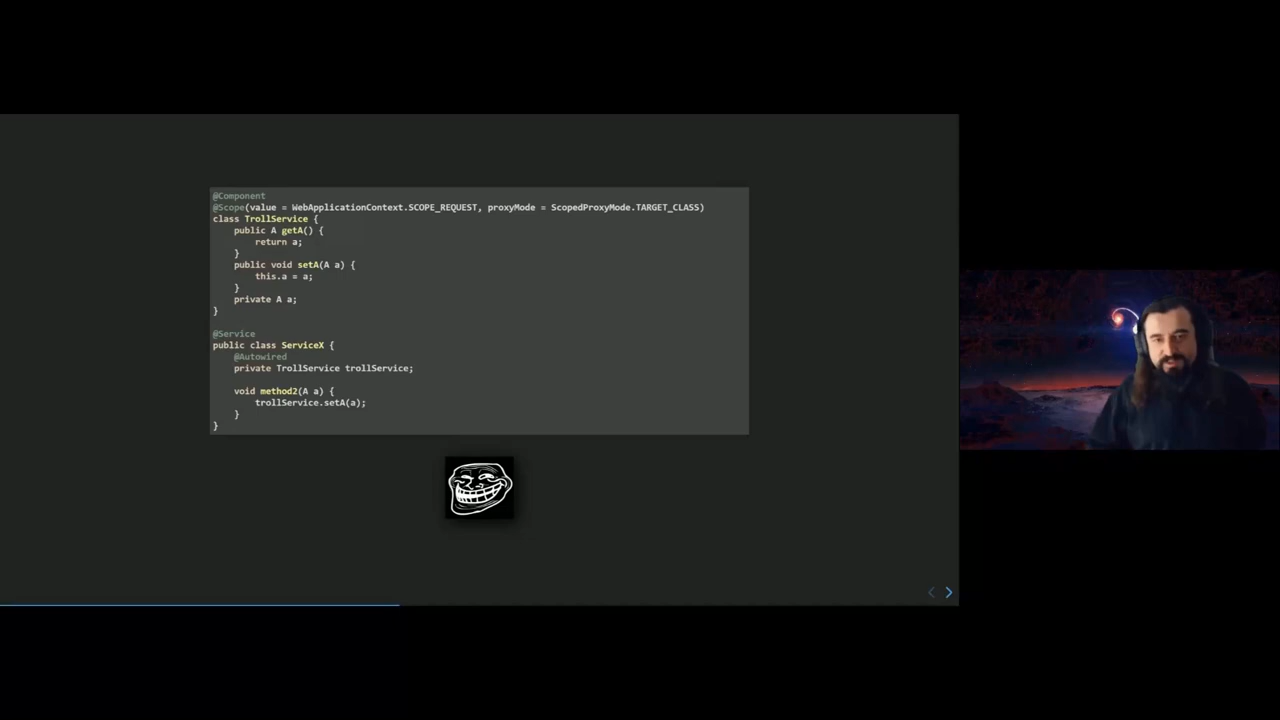 @Component
@Scope(value = WebApplicationContext.SCOPE_REQUEST, proxyMode = ScopedProxyMode.TARGET_CLASS)
class TrollService {
    public A getA() {
        return a;
    }
    public void setA(A a) {
        this.a = a;
    }
    private A a;
}
@Service
public class ServiceX {
    @Autowired
    private TrollService trollService;
    void method2(A a) {
        trollService.setA(a);
    }
}